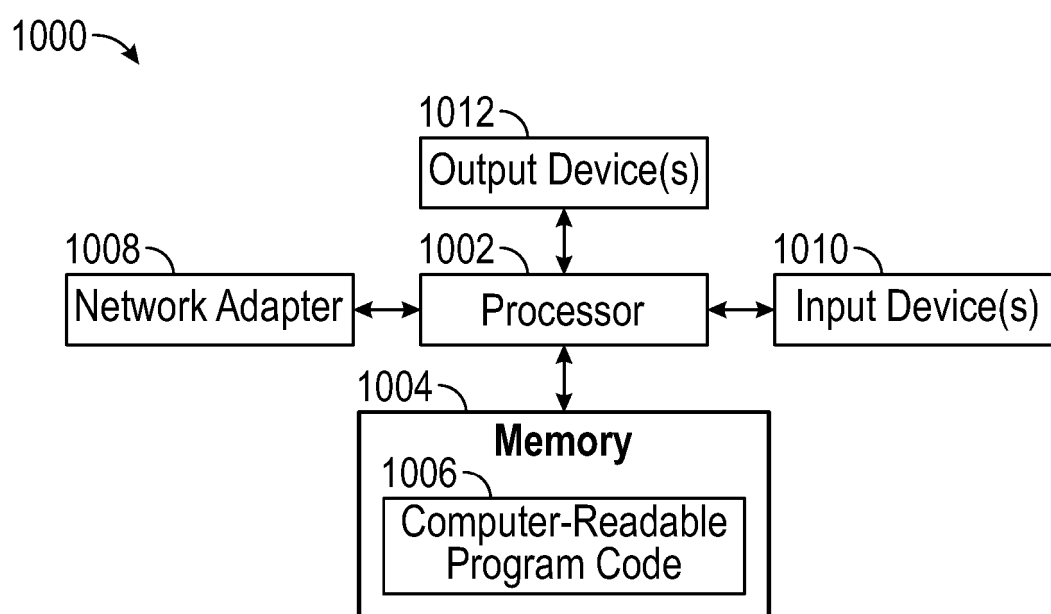 1000
1012
Output Device(s)
1008
1002
1010
Network Adapter
Processor
Input Device(s)
1004
Memory
1006
Computer-Readable
Program Code